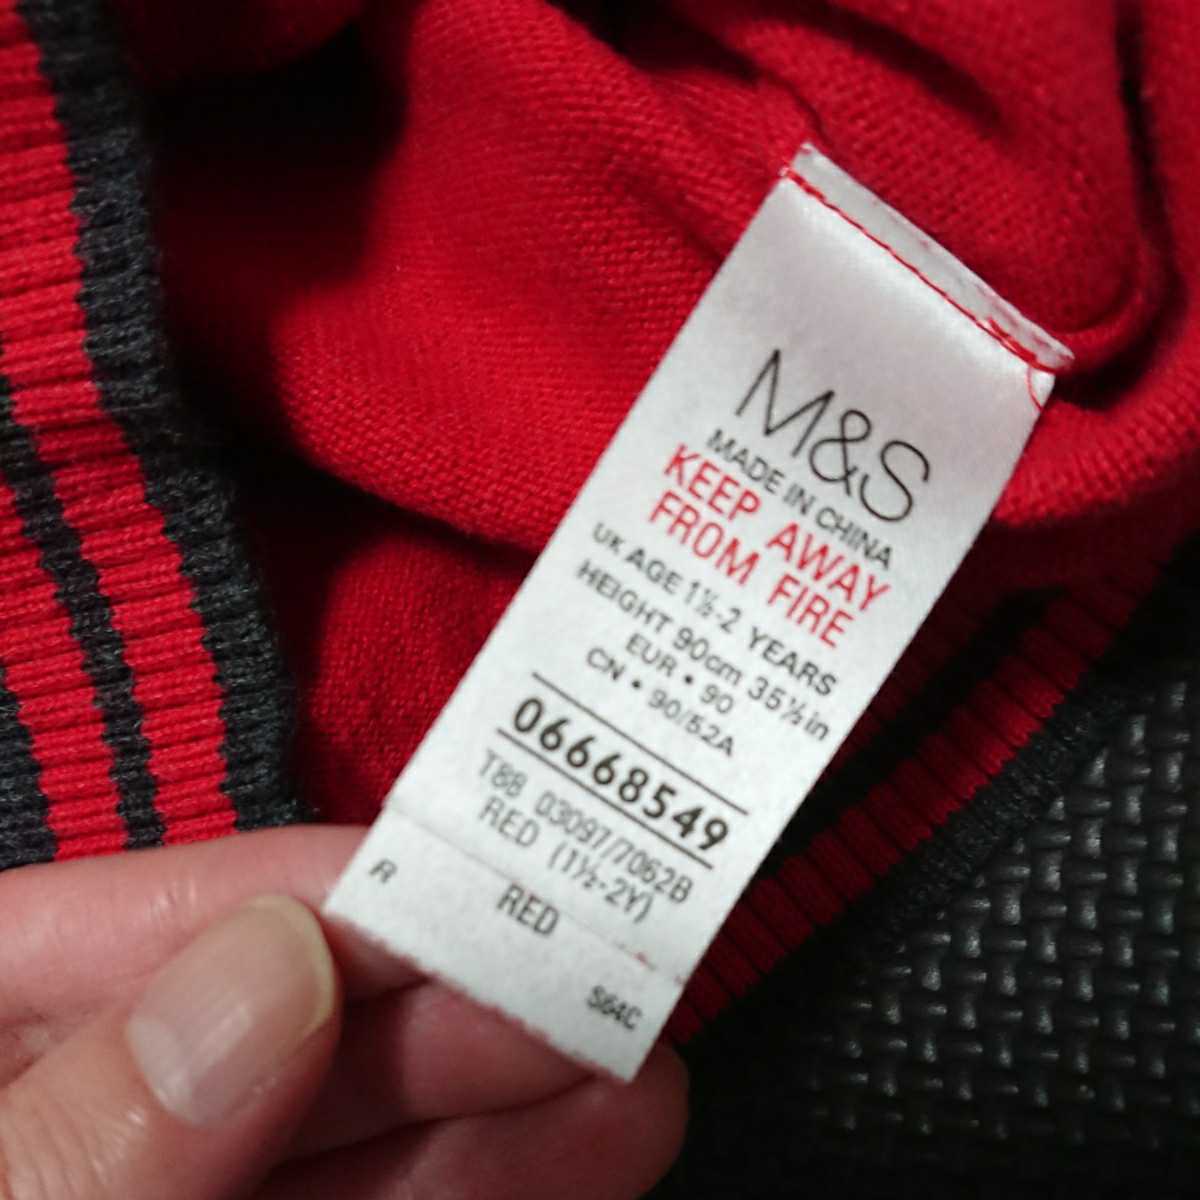 M&S
MADE IN CHINA
KEEP AWAY
FROM FIRE
UK AGE 1½-2 YEARS
HEIGHT 90cm 35½in
EUR • 90
CN • 90/52A
06668549
T88 03097/7062B
RED (1½-2Y)
RED
R
S64C